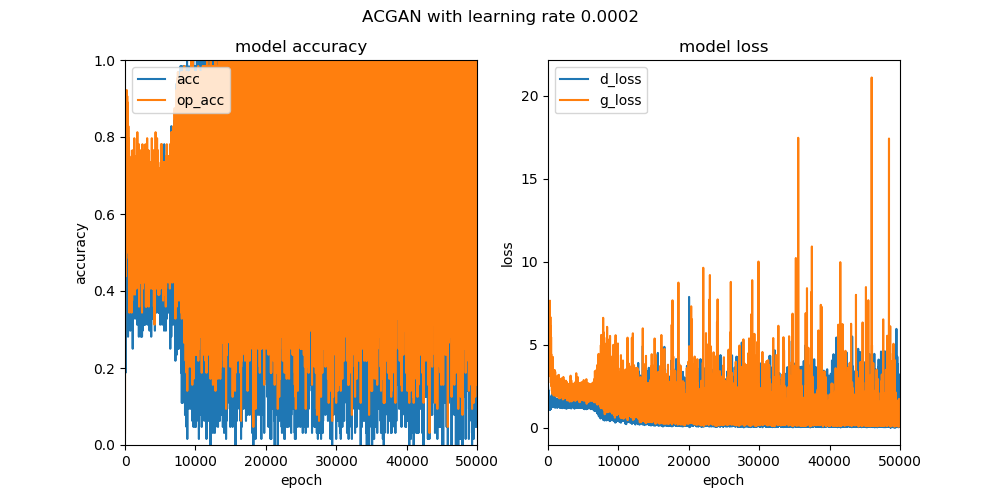 ACGAN with learning rate 0.0002
model accuracy
acc
op_acc
accuracy
1.0
0.8
0.6
0.4
0.2
0.0
0 10000 20000 30000 40000 50000
epoch
model loss
d_loss
g_loss
loss
20
15
10
5
0
0 10000 20000 30000 40000 50000
epoch